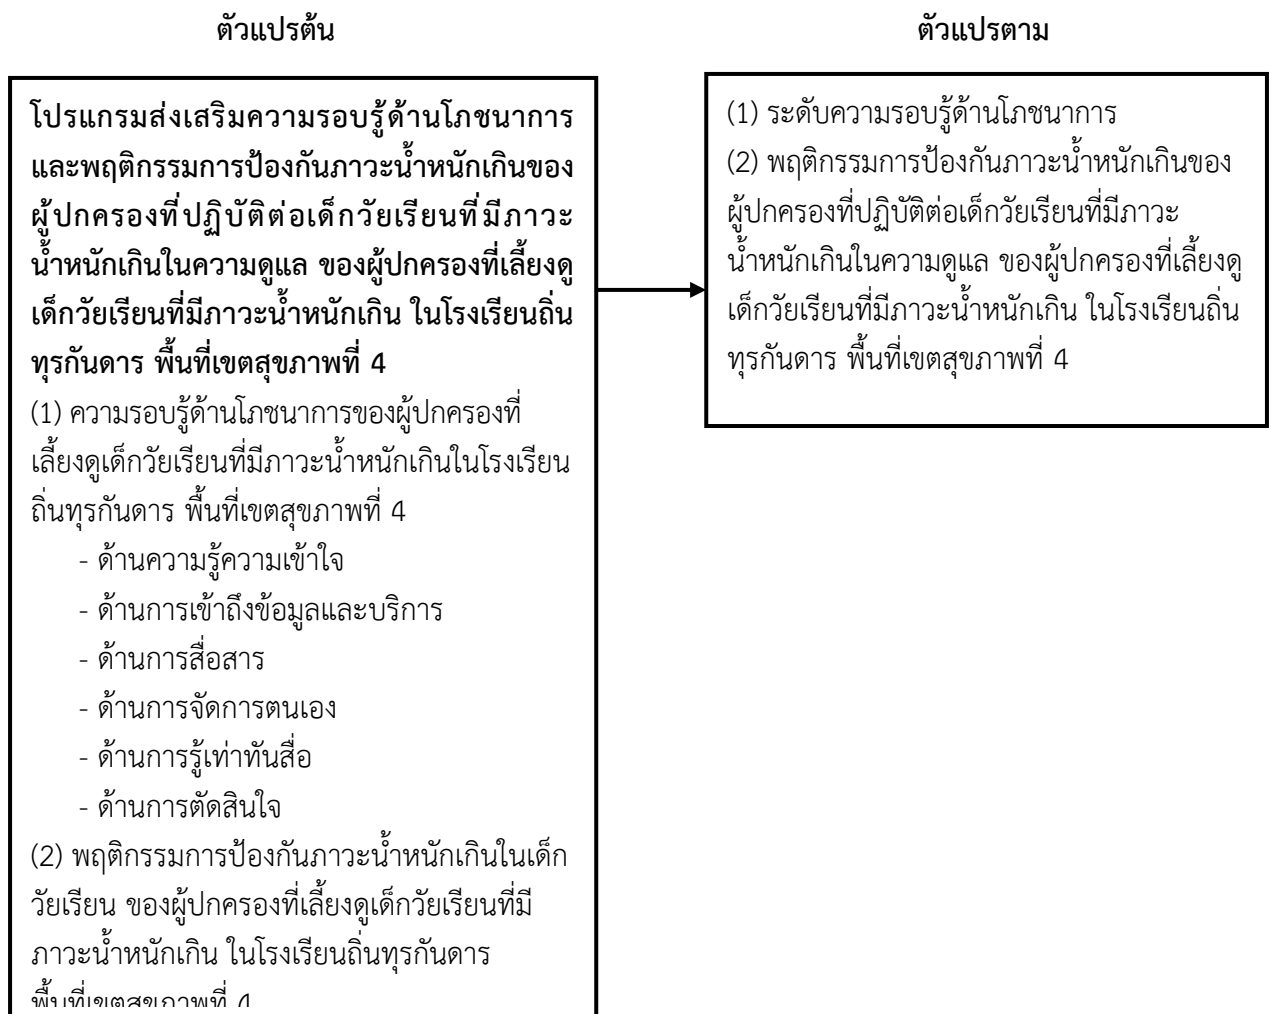 ตัวแปรต้น
ตัวแปรตาม
โปรแกรมส่งเสริมความรอบรู้ด้านโภชนาการ
และพฤติกรรมการป้องกันภาวะน้ำหนักเกินของ
ผู้ปกครองที่ปฏิบัติต่อเด็กวัยเรียนที่มีภาวะ
น้ำหนักเกินในความดูแล ของผู้ปกครองที่เลี้ยงดู
เด็กวัยเรียนที่มีภาวะน้ำหนักเกิน ในโรงเรียนถิ่น
ทุรกันดาร พื้นที่เขตสุขภาพที่ 4
(1) ความรอบรู้ด้านโภชนาการของผู้ปกครองที่
เลี้ยงดูเด็กวัยเรียนที่มีภาวะน้ำหนักเกินในโรงเรียน
ถิ่นทุรกันดาร พื้นที่เขตสุขภาพที่ 4
- ด้านความรู้ความเข้าใจ
- ด้านการเข้าถึงข้อมูลและบริการ
- ด้านการสื่อสาร
- ด้านการจัดการตนเอง
- ด้านการรู้เท่าทันสื่อ
- ด้านการตัดสินใจ
(2) พฤติกรรมการป้องกันภาวะน้ำหนักเกินในเด็ก
วัยเรียน ของผู้ปกครองที่เลี้ยงดูเด็กวัยเรียนที่มี
ภาวะน้ำหนักเกิน ในโรงเรียนถิ่นทุรกันดาร
พื้นที่เขตสุขภาพที่ 4
(1) ระดับความรอบรู้ด้านโภชนาการ
(2) พฤติกรรมการป้องกันภาวะน้ำหนักเกินของ
ผู้ปกครองที่ปฏิบัติต่อเด็กวัยเรียนที่มีภาวะ
น้ำหนักเกินในความดูแล ของผู้ปกครองที่เลี้ยงดู
เด็กวัยเรียนที่มีภาวะน้ำหนักเกิน ในโรงเรียนถิ่น
ทุรกันดาร พื้นที่เขตสุขภาพที่ 4